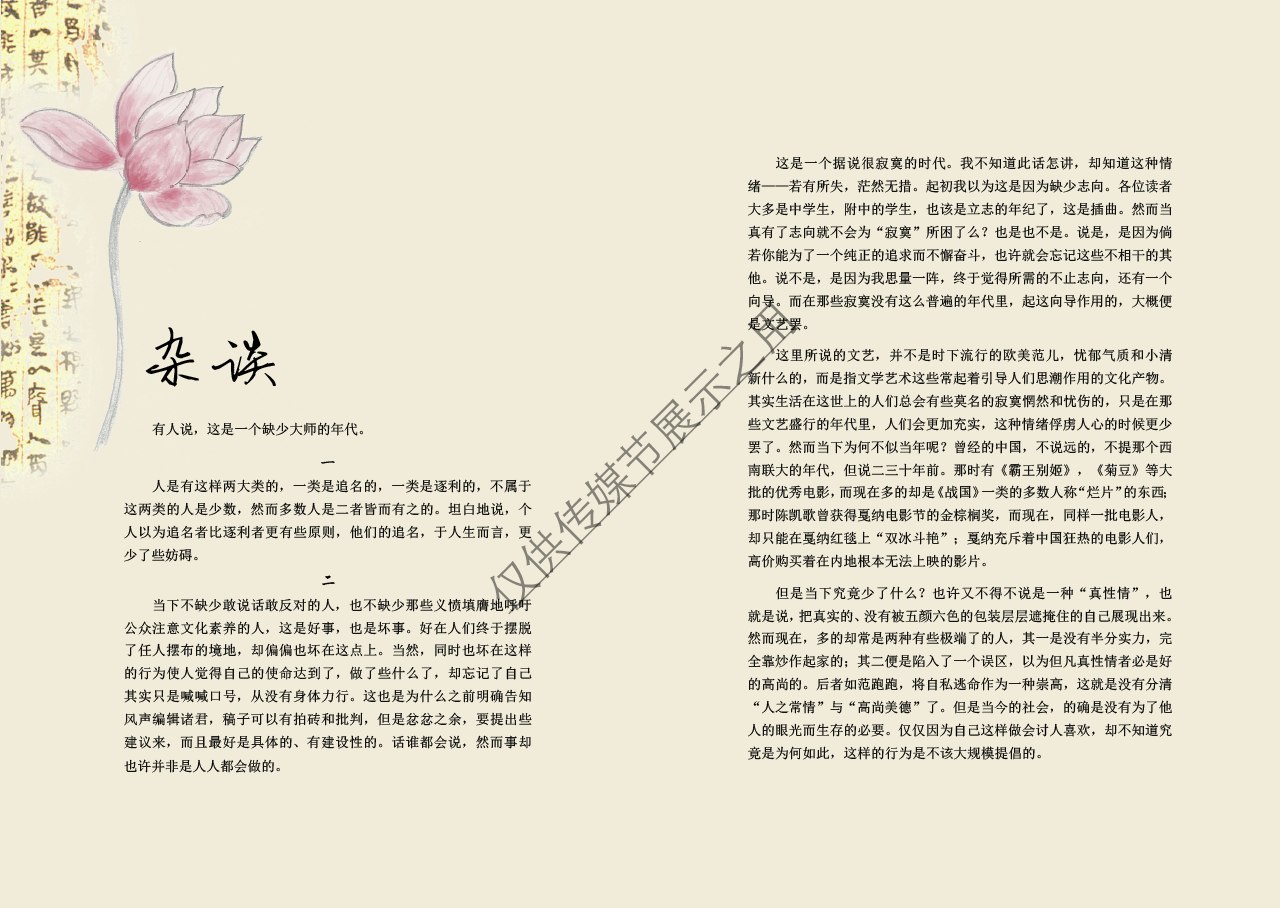 杂谈
有人说，这是一个缺少大师的年代。
一
人是有这样两大类的，一类是追名的，一类是逐利的，不属于
这两类的人是少数，然而多数人是二者皆而有之的。坦白地说，个
人以为追名者比逐利者更有些原则，他们的追名，于人生而言，更
少了些妨碍。
二
当下不缺少敢说话敢反对的人，也不缺少那些义愤填膺地呼吁
公众注意文化素养的人，这是好事，也是坏事。好在人们终于摆脱
了任人摆布的境地，却偏偏也坏在这点上。当然，同时也坏在这样
的行为使人觉得自己的使命达到了，做了些什么了，却忘记了自己
其实只是喊喊口号，从没有身体力行。这也是为什么之前明确告知
风声编辑诸君，稿子可以有拍砖和批判，但是忿忿之余，要提出些
建议来，而且最好是具体的、有建设性的。话谁都会说，然而事却
也许并非是人人都会做的。
这是一个据说很寂寞的时代。我不知道此话怎讲，却知道这种情
绪——若有所失，茫然无措。起初我以为这是因为缺少志向。各位读者
大多是中学生，附中的学生，也该是立志的年纪了，这是插曲。然而当
真有了志向就不会为“寂寞”所困了么？也是也不是。说是，是因为倘
若你能为了一个纯正的追求而不懈奋斗，也许就会忘记这些不相干的其
他。说不是，是因为我思量一阵，终于觉得所需的不止志向，还有一个
向导。而在那些寂寞没有这么普遍的年代里，起这向导作用的，大概便
是文艺罢。
这里所说的文艺，并不是时下流行的欧美范儿，忧郁气质和小清
新什么的，而是指文学艺术这些常起着引导人们思潮作用的文化产物。
其实生活在这世上的人们总会有些莫名的寂寞惘然和忧伤的，只是在那
些文艺盛行的年代里，人们会更加充实，这种情绪俘虏人心的时候更少
罢了。然而当下为何不似当年呢？曾经的中国，不说远的，不提那个西
南联大的年代，但说二三十年前。那时有《霸王别姬》，《菊豆》等大
批的优秀电影，而现在多的却是《战国》一类的多数人称“烂片”的东西；
那时陈凯歌曾获得戛纳电影节的金棕榈奖，而现在，同样一批电影人，
却只能在戛纳红毯上“双冰斗艳”；戛纳充斥着中国狂热的电影人们，
高价购买着在内地根本无法上映的影片。
但是当下究竟少了什么？也许又不得不说是一种“真性情”，也
就是说，把真实的、没有被五颜六色的包装层层遮掩住的自己展现出来。
然而现在，多的却常是两种有些极端了的人，其一是没有半分实力，完
全靠炒作起家的；其二便是陷入了一个误区，以为但凡真性情者必是好
的高尚的。后者如范跑跑，将自私逃命作为一种崇高，这就是没有分清
“人之常情”与“高尚美德”了。但是当今的社会，的确是没有为了他
人的眼光而生存的必要。仅仅因为自己这样做会讨人喜欢，却不知道究
竟是为何如此，这样的行为是不该大规模提倡的。
仅供传媒节展示之用